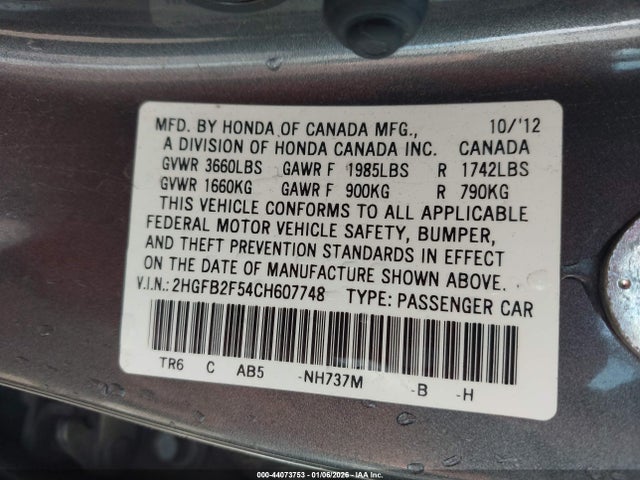 MFD. BY HONDA OF CANADA MFG., 10/'12
A DIVISION OF HONDA CANADA INC. CANADA
GVWR 3660LBS GAWR F 1985LBS R 1742LBS
GVWR 1660KG GAWR F 900KG R 790KG
THIS VEHICLE CONFORMS TO ALL APPLICABLE
FEDERAL MOTOR VEHICLE SAFETY, BUMPER,
AND THEFT PREVENTION STANDARDS IN EFFECT
ON THE DATE OF MANUFACTURE SHOWN ABOVE.
V.I.N.: 2HGFB2F54CH607748 TYPE: PASSENGER CAR
TR6 C AB5 -NH737M -B -H
000-44073753 - 01/06/2026 - IAA Inc.